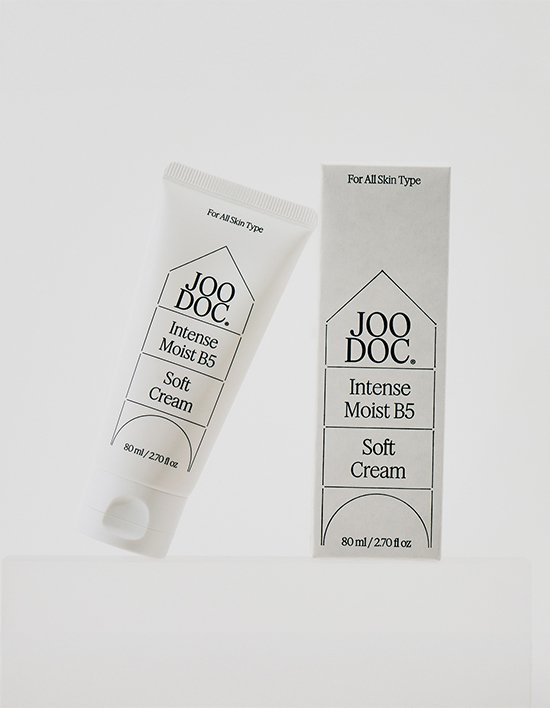 For All Skin Type
JOO
DOC.
Intense
Moist B5
Soft
Cream
80 ml / 2.70 fl oz
For All Skin Type
JOO
DOC.®
Intense
Moist B5
Soft
Cream
80 ml / 2.70 fl oz